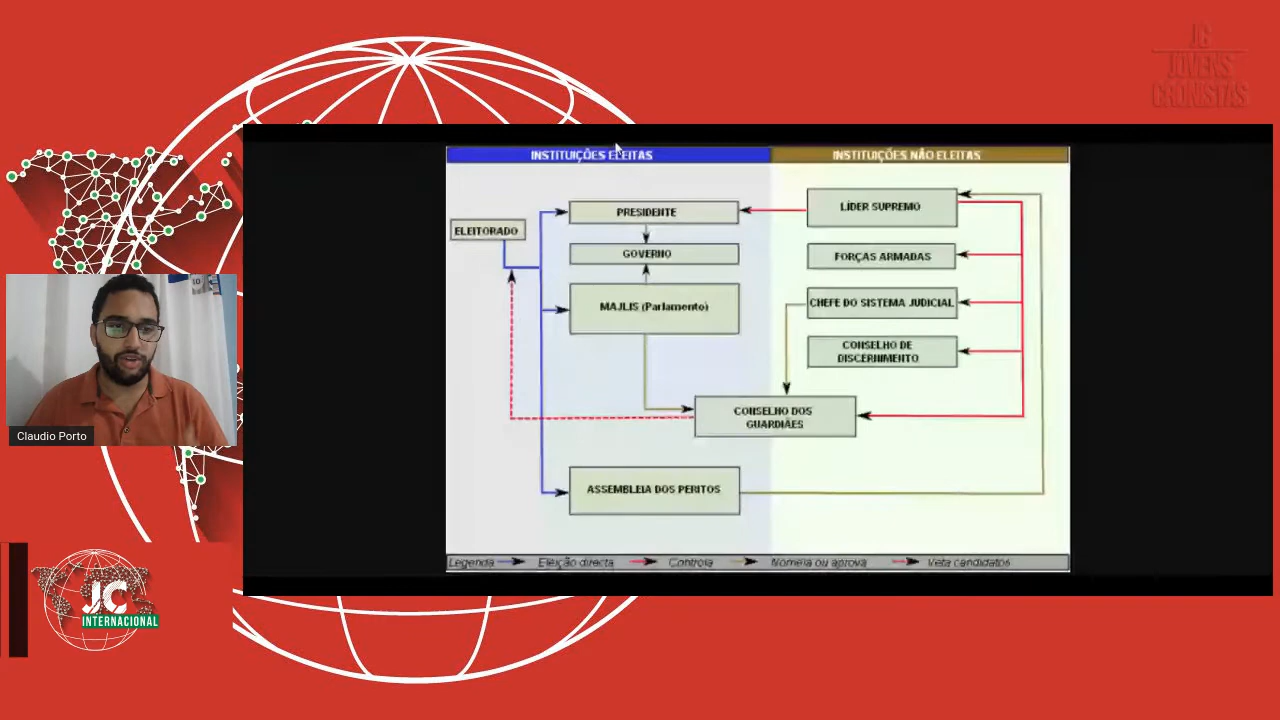 JC
JOVENS
CRONISTAS
INSTITUIÇÕES ELEITAS
INSTITUIÇÕES NÃO ELEITAS
ELEITORADO
PRESIDENTE
GOVERNO
MAJLIS (Parlamento)
LÍDER SUPREMO
FORÇAS ARMADAS
CHEFE DO SISTEMA JUDICIAL
CONSELHO DE
DISCERNIMENTO
CONSELHO DOS
GUARDIÃES
ASSEMBLEIA DOS PERITOS
Legenda Eleição directa Controla Nomeia ou aprova Veta candidatos
Claudio Porto
JC
INTERNACIONAL